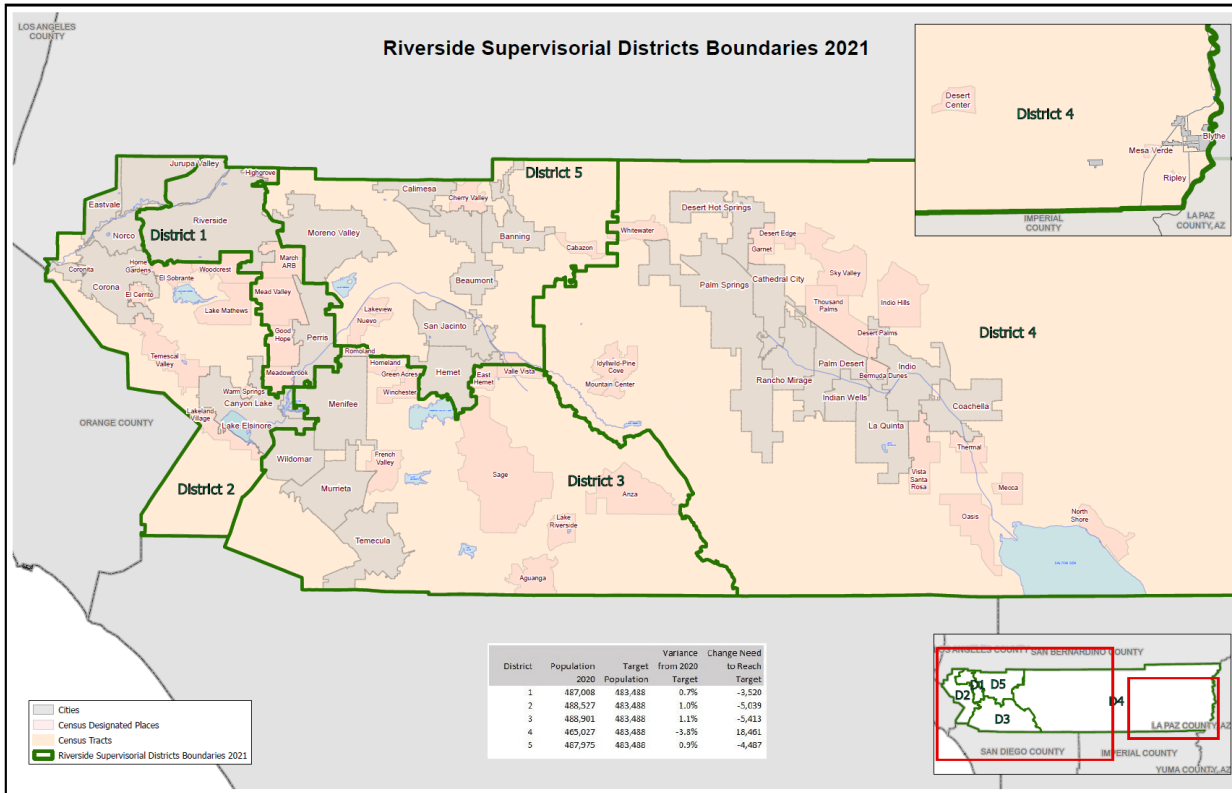 LOS ANGELES
COUNTY
Riverside Supervisorial Districts Boundaries 2021
Desert
Center
District 4
Mesa Verde
Blythe
Ripley
IMPERIAL
COUNTY
LA PAZ
COUNTY, AZ
Jurupa Valley
Highgrove
Eastvale
Riverside
Norco
District 1
Calimesa
Cherry Valley
District 5
Moreno Valley
Banning
Cabazon
Whitewater
Desert Hot Springs
Desert Edge
Garnet
Sky Valley
Cathedral City
Palm Springs
Indio Hills
Thousand
Palms
Desert Palms
District 4
Coronita
Home
Gardens
El Sobrante
Woodcrest
March
ARB
Corona
El Cerrito
Mead Valley
Lake Mathews
Beaumont
Lakeview
Nuevo
San Jacinto
Good
Hope
Perris
Temescal
Valley
Meadowbrook
Romoland
Homeland
Green Acres
Hemet
East
Hemet
Valle Vista
Idyllwild-Pine
Cove
Mountain Center
Rancho Mirage
Palm Desert
Bermuda Dunes
Indio
Indian Wells
Coachella
La Quinta
Warm Springs
Canyon Lake
Menifee
Winchester
Lakeland
Village
Lake Elsinore
ORANGE COUNTY
Wildomar
French
Valley
Sage
District 2
Murrieta
District 3
Anza
Vista
Santa
Rosa
Thermal
Mecca
Oasis
North
Shore
Lake
Riverside
Temecula
Aguanga
SALTON SEA
District Population 2020 Target Population Variance from 2020 Target Change Need to Reach Target
1 487,008 483,488 0.7% -3,520
2 488,527 483,488 1.0% -5,039
3 488,901 483,488 1.1% -5,413
4 465,027 483,488 -3.8% 18,461
5 487,975 483,488 0.9% -4,487
Cities
Census Designated Places
Census Tracts
Riverside Supervisorial Districts Boundaries 2021
LOS ANGELES COUNTY
SAN BERNARDINO COUNTY
D1
D5
D2
D3
D4
LA PAZ COUNTY, AZ
SAN DIEGO COUNTY
IMPERIAL COUNTY
YUMA COUNTY, AZ